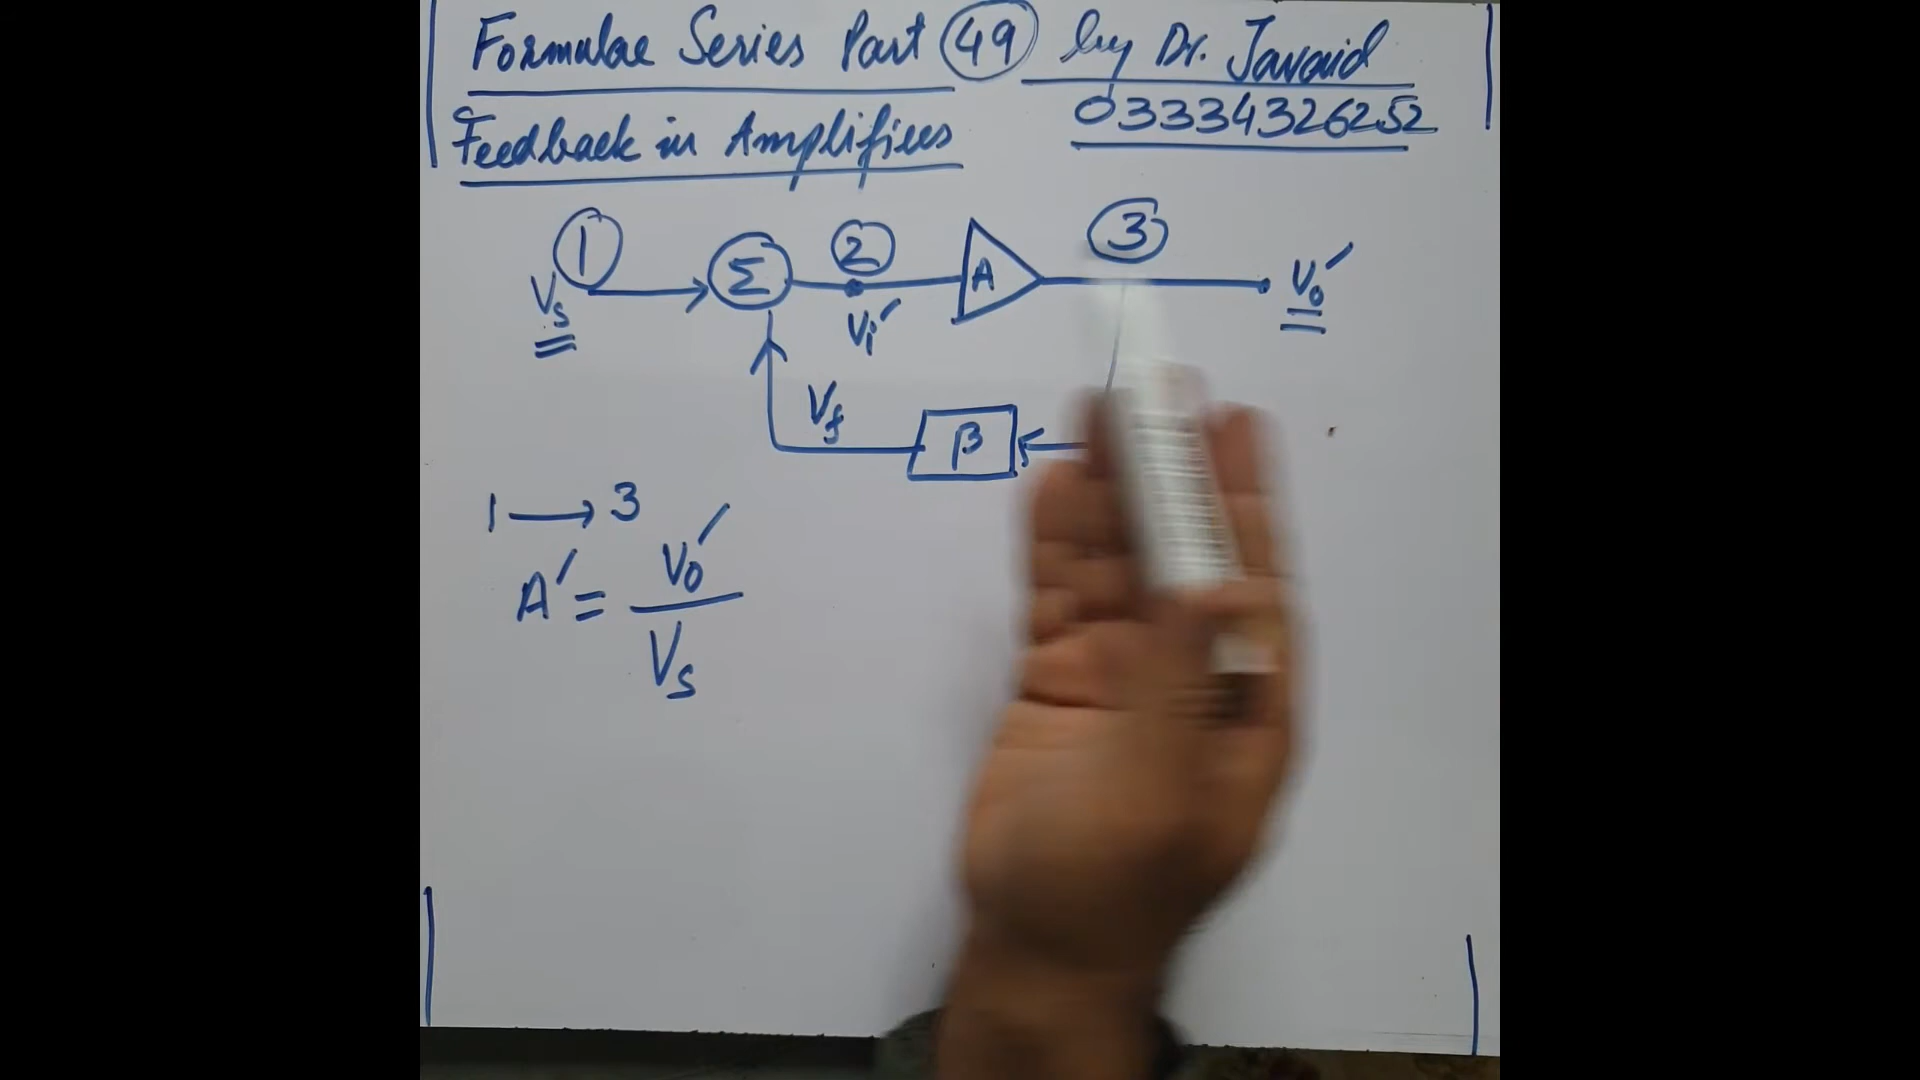 Formulae Series Part 49 by Dr. Javaid
03334326252
Feedback in Amplifiers
1 2 3
Vs Σ Vi′ A Vo′
Vf β
1 → 3
A′ = Vo′ / Vs